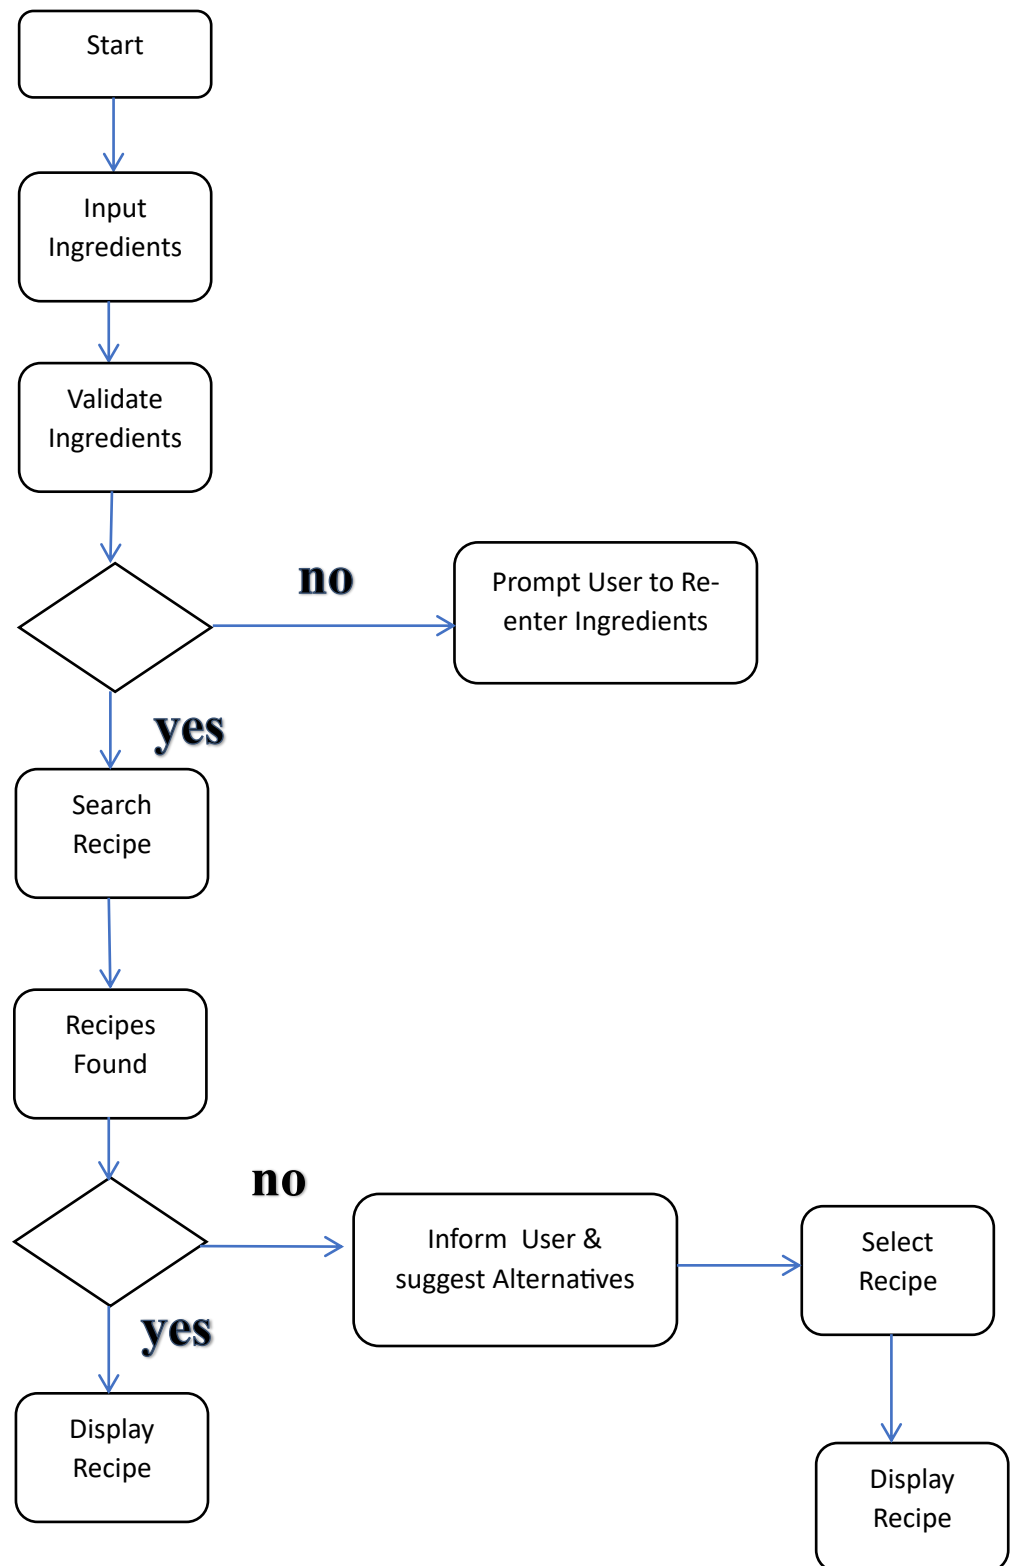 Start
Input
Ingredients
Validate
Ingredients
no
Prompt User to Re-
enter Ingredients
yes
Search
Recipe
Recipes
Found
no
Inform  User &
suggest Alternatives
Select
Recipe
yes
Display
Recipe
Display
Recipe